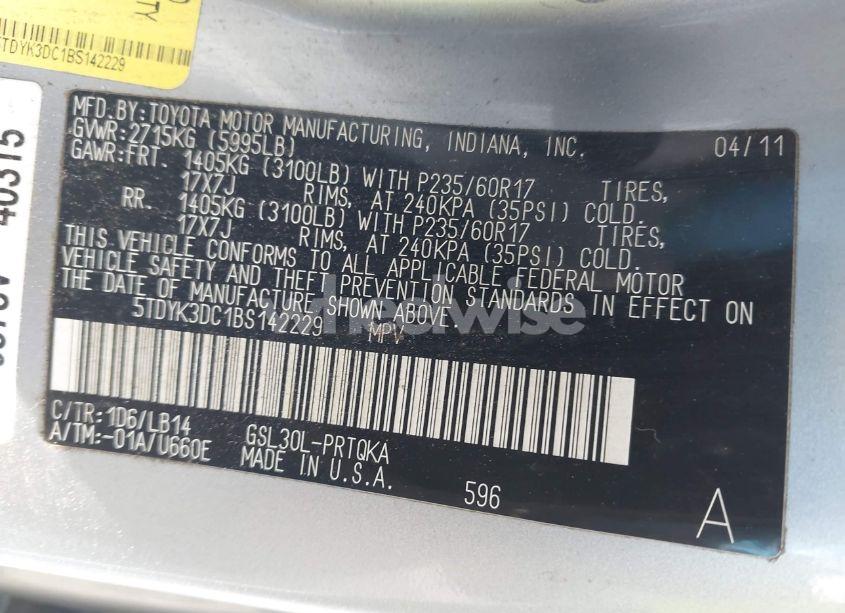 TY
5TDYK3DC1BS142229
40315
MFD.BY:TOYOTA MOTOR MANUFACTURING, INDIANA, INC. 04/11
GVWR:2715KG (5995LB)
GAWR:FRT. 1405KG (3100LB) WITH P235/60R17 TIRES,
17X7J RIMS, AT 240KPA (35PSI) COLD.
RR. 1405KG (3100LB) WITH P235/60R17 TIRES,
17X7J RIMS, AT 240KPA (35PSI) COLD.
THIS VEHICLE CONFORMS TO ALL APPLICABLE FEDERAL MOTOR
VEHICLE SAFETY AND THEFT PREVENTION STANDARDS IN EFFECT ON
THE DATE OF MANUFACTURE SHOWN ABOVE.
5TDYK3DC1BS142229 MPV
C/TR:1D6/LB14 GSL30L-PRTQKA
A/TM:-01A/U660E MADE IN U.S.A.
596
A